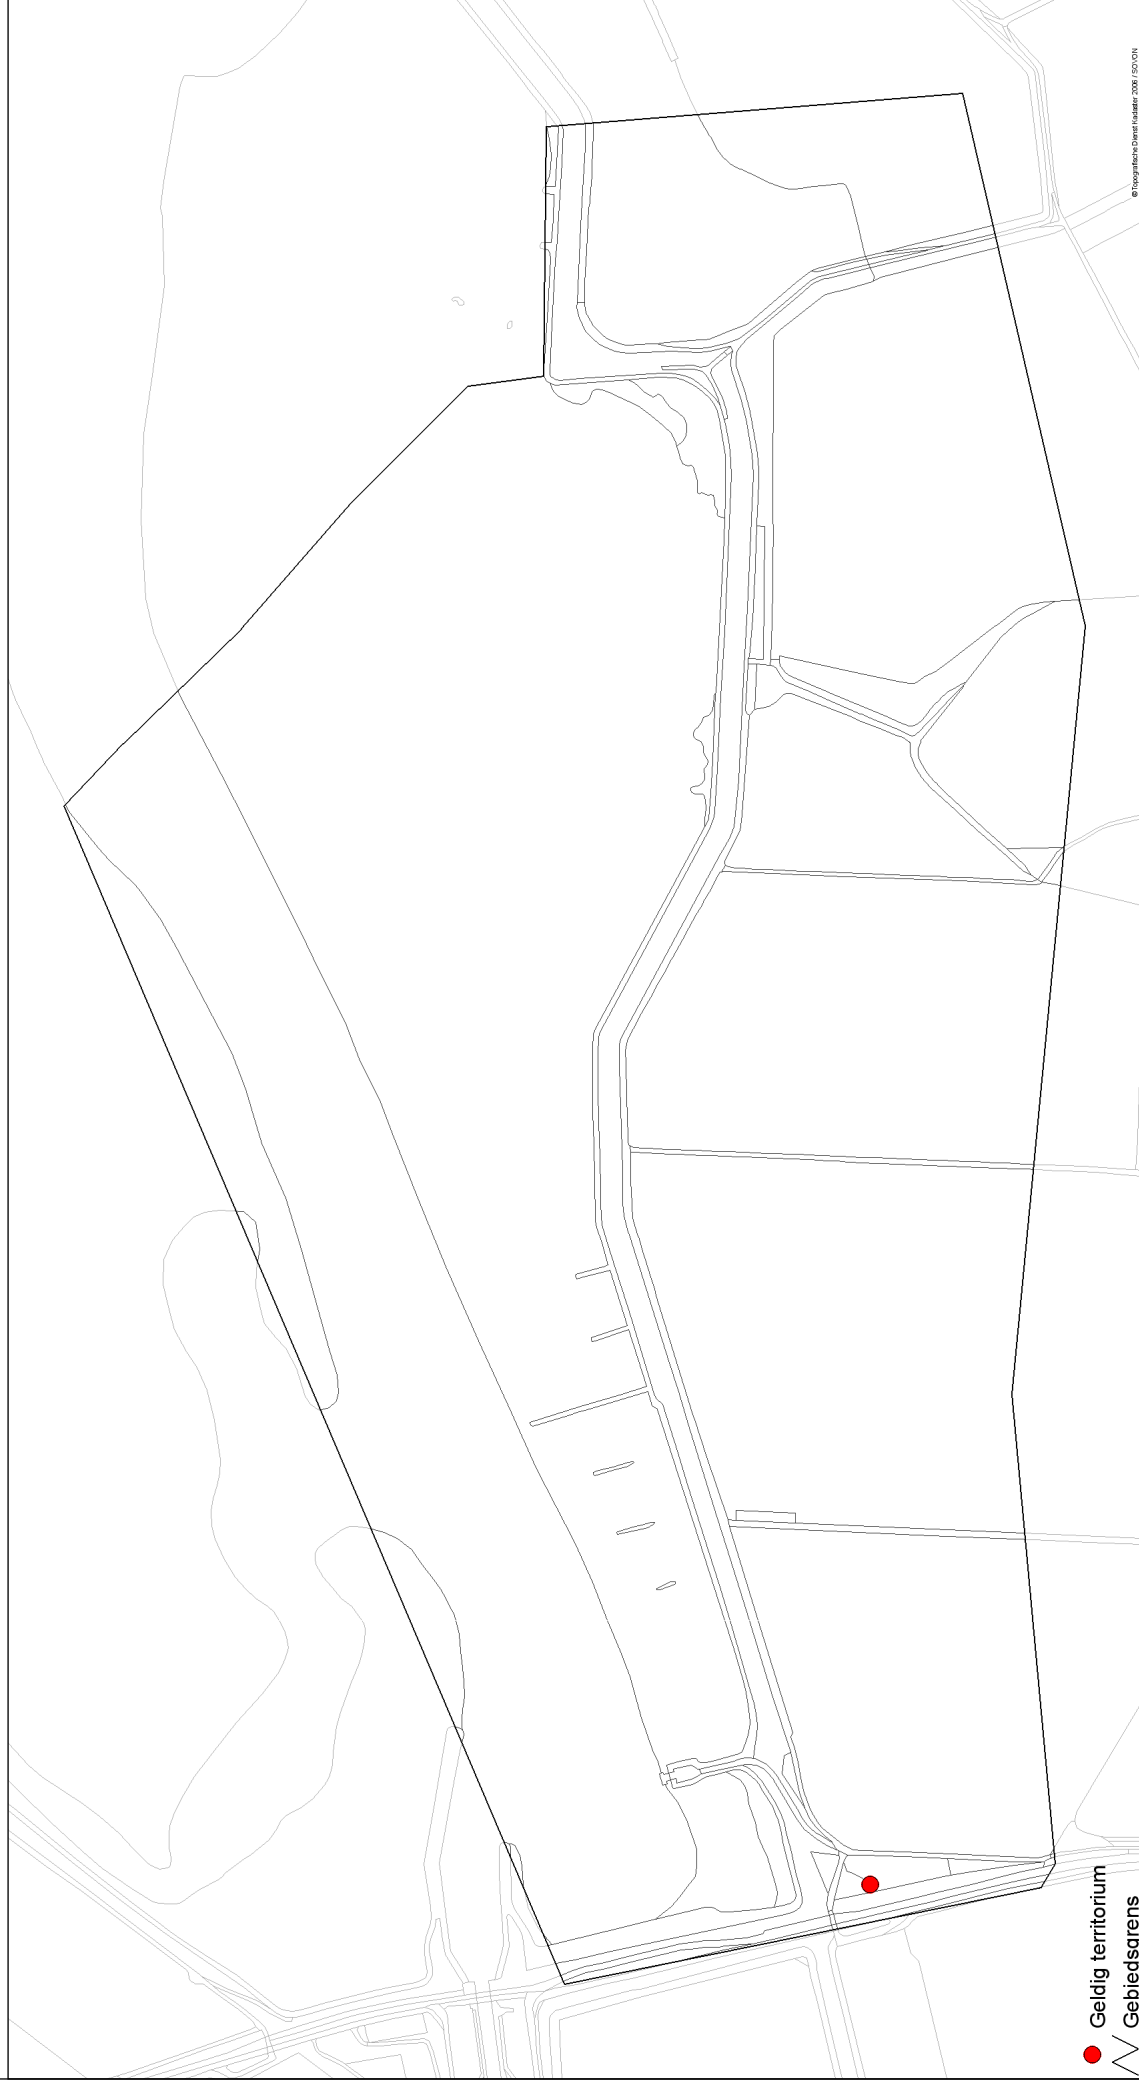 © Topografische Dienst Kadaster 2006 / SOVON
Geldig territorium
Gebiedsgrens